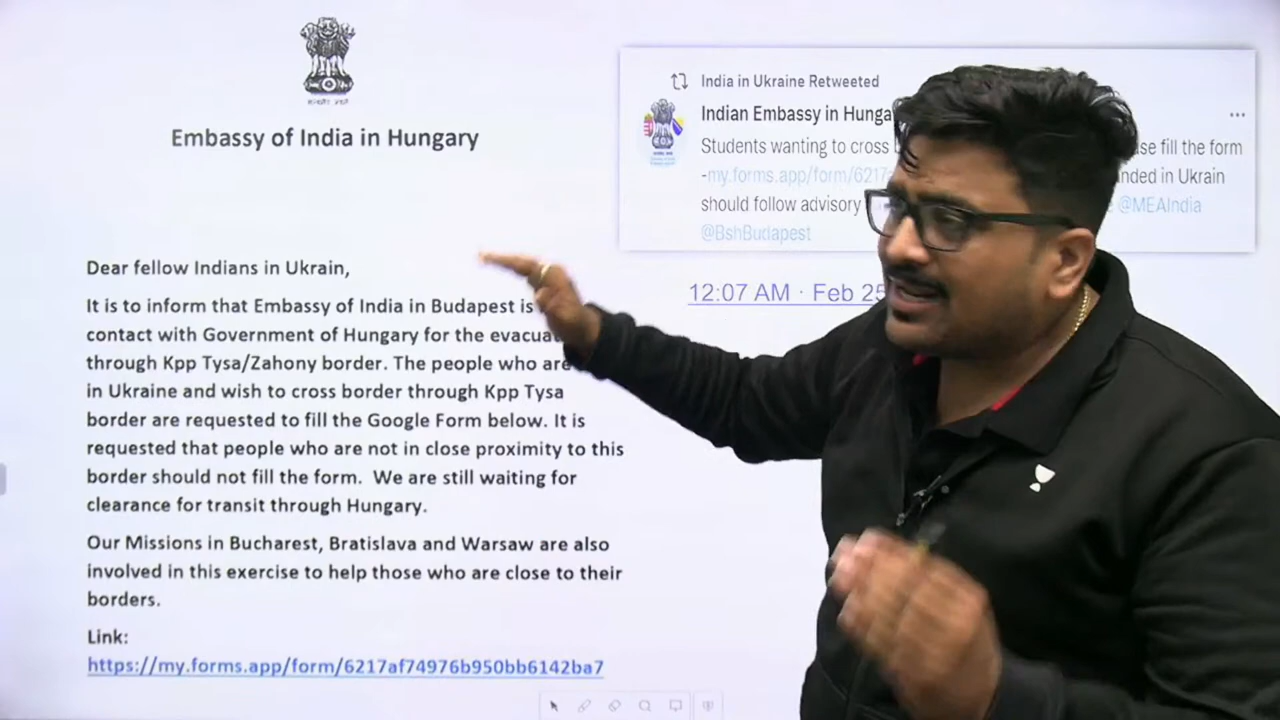 Embassy of India in Hungary
Dear fellow Indians in Ukrain,
It is to inform that Embassy of India in Budapest is
contact with Government of Hungary for the
through Kpp Tysa/Zahony border. The people who are
in Ukraine and wish to cross border through Kpp Tysa
border are requested to fill the Google Form below. It is
requested that people who are not in close proximity to this
border should not fill the form. We are still waiting for
clearance for transit through Hungary.
Our Missions in Bucharest, Bratislava and Warsaw are also
involved in this exercise to help those who are close to their
borders.
Link:
https://my.forms.app/form/6217af74976b950bb6142ba7
India in Ukraine Retweeted
Indian Embassy in
Students wanting to cross fill the form
-my.forms.app/form/6217 in Ukrain
should follow advisory @MEAIndia
@BshBudapest
12:07 AM · Feb 25